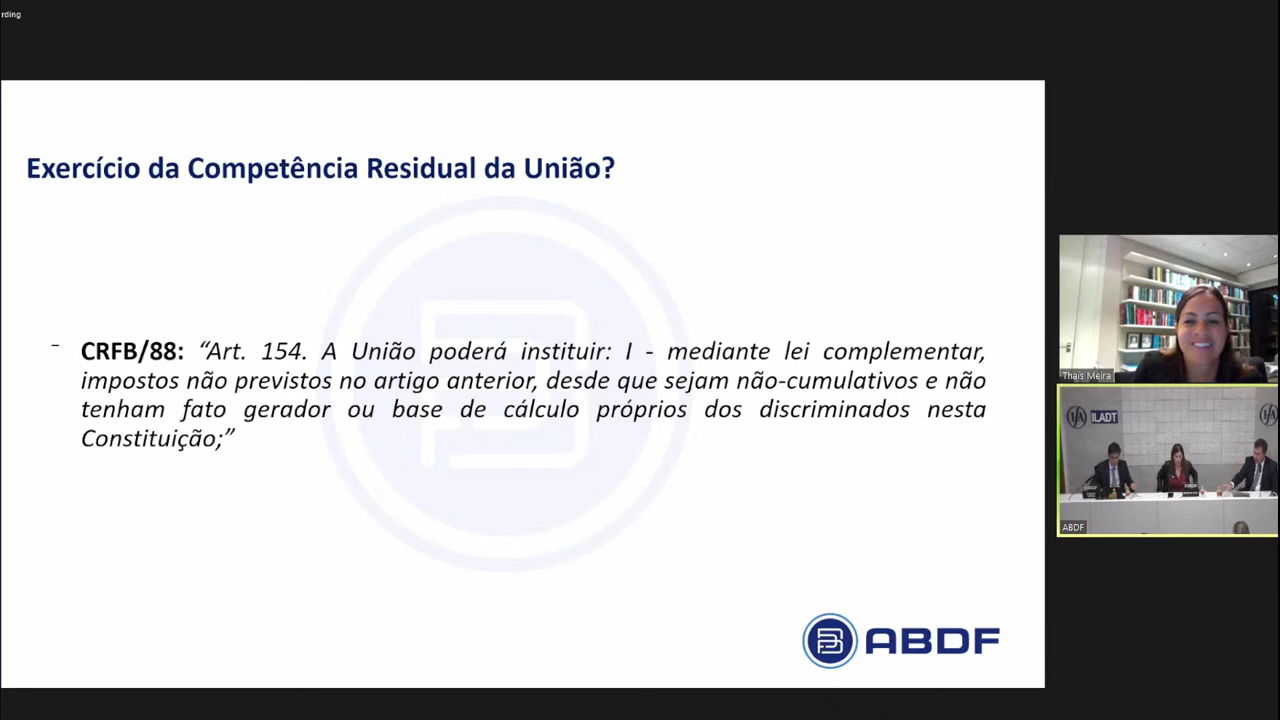 rding
Exercício da Competência Residual da União?
- CRFB/88: “Art. 154. A União poderá instituir: I - mediante lei complementar,
impostos não previstos no artigo anterior, desde que sejam não-cumulativos e não
tenham fato gerador ou base de cálculo próprios dos discriminados nesta
Constituição;”
ABDF
Thais Meira
ILADT
ABDF